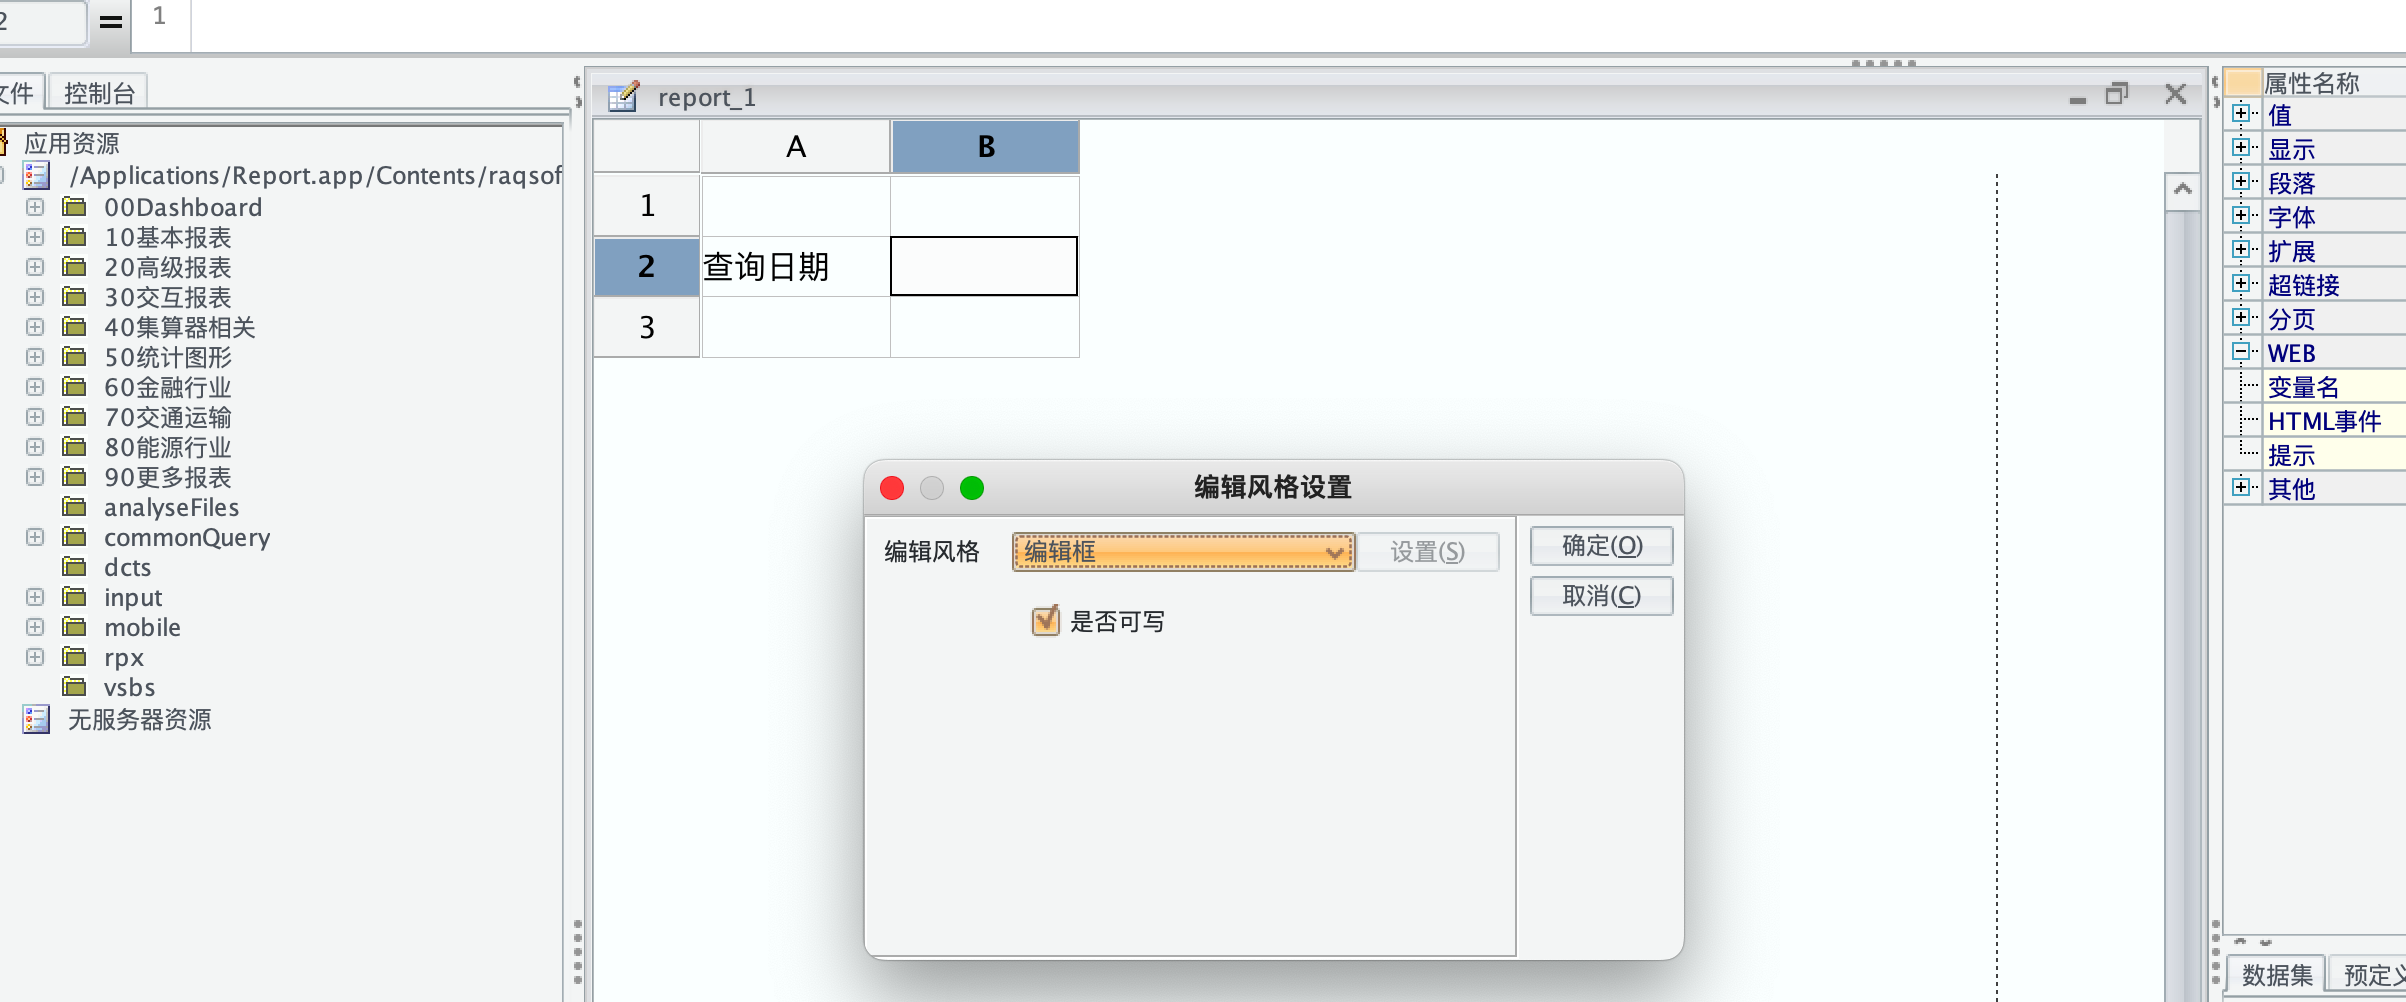 2
=
1
文件
控制台
应用资源
/Applications/Report.app/Contents/raqsof
00Dashboard
10基本报表
20高级报表
30交互报表
40集算器相关
50统计图形
60金融行业
70交通运输
80能源行业
90更多报表
analyseFiles
commonQuery
dcts
input
mobile
rpx
vsbs
无服务器资源
report_1
A
B
1
2
查询日期
3
编辑风格设置
编辑风格
编辑框
设置(S)
是否可写
确定(O)
取消(C)
属性名称
值
显示
段落
字体
扩展
超链接
分页
WEB
变量名
HTML事件
提示
其他
数据集
预定义